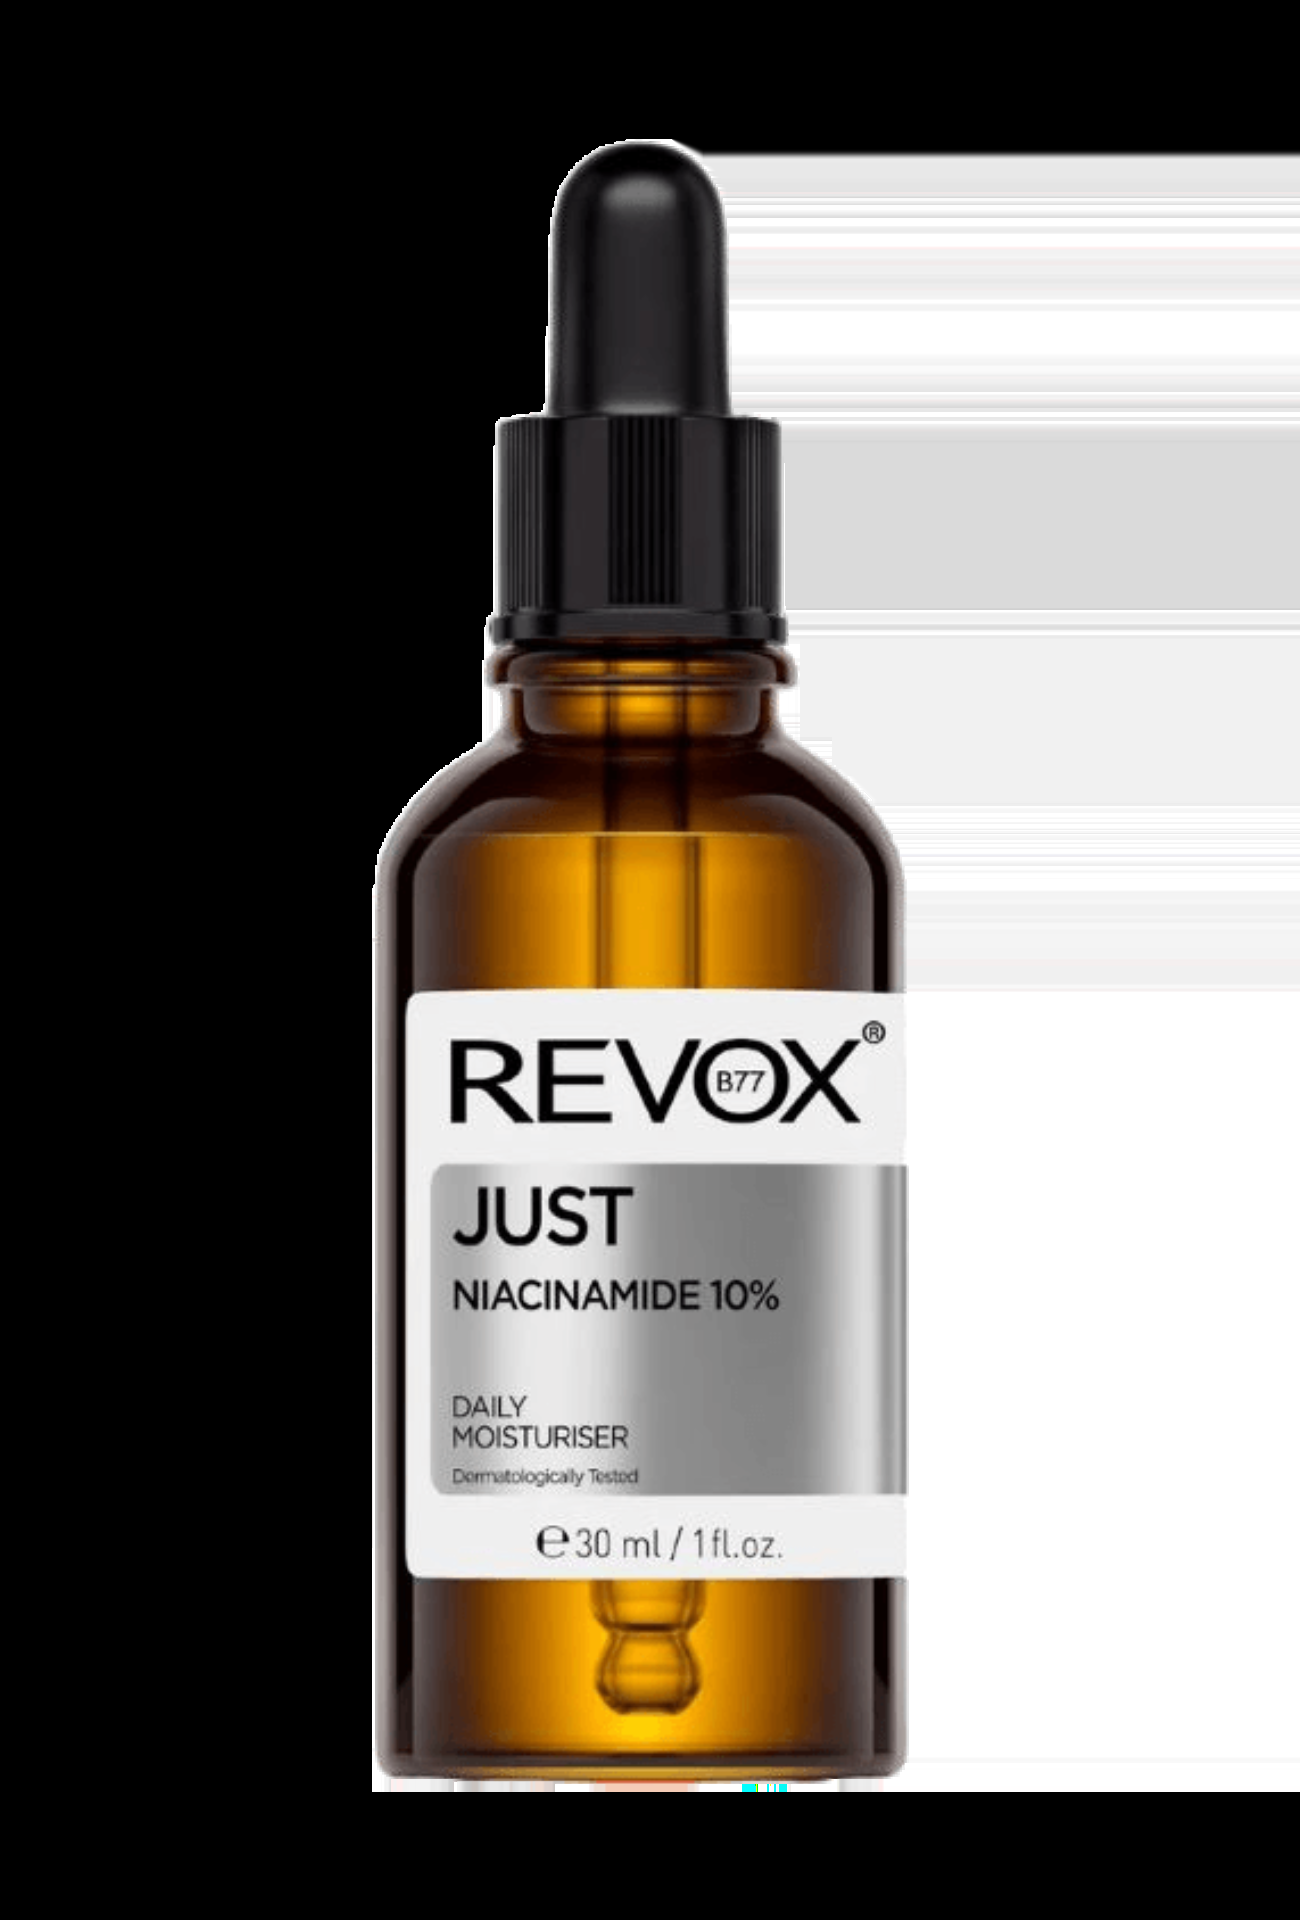 REVOX®
B77
JUST
NIACINAMIDE 10%
DAILY
MOISTURISER
Dermatologically Tested
℮ 30 ml / 1 fl.oz.